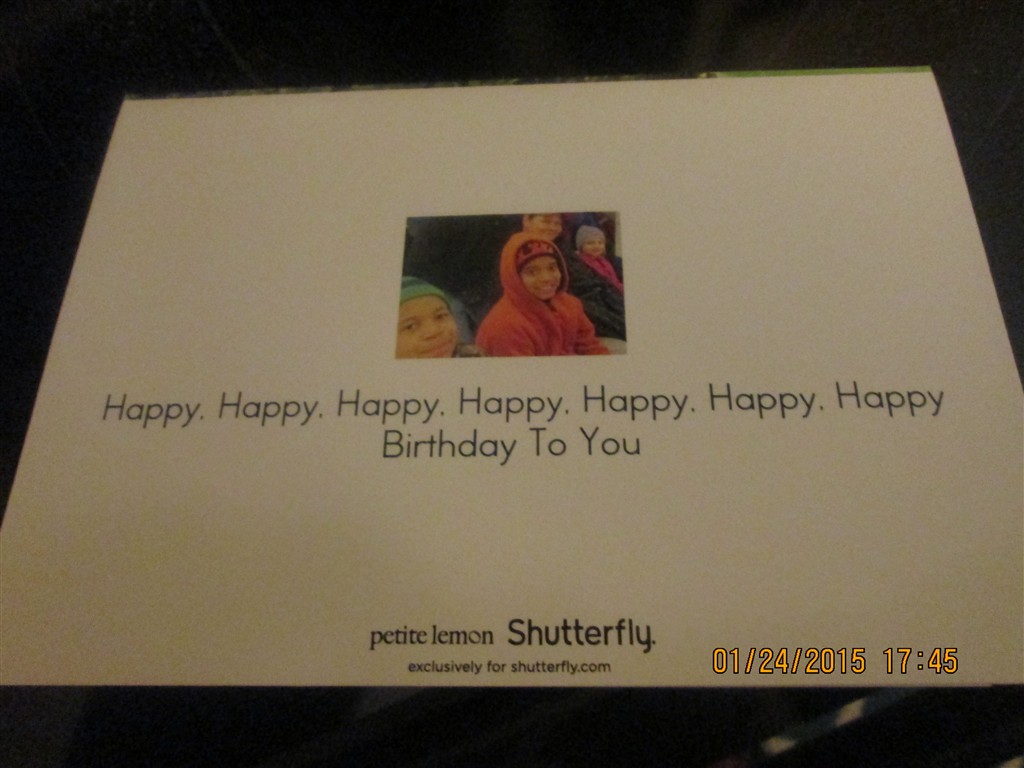 Happy. Happy. Happy. Happy. Happy. Happy. Happy
Birthday To You
petite lemon Shutterfly.
exclusively for shutterfly.com
01/24/2015 17:45